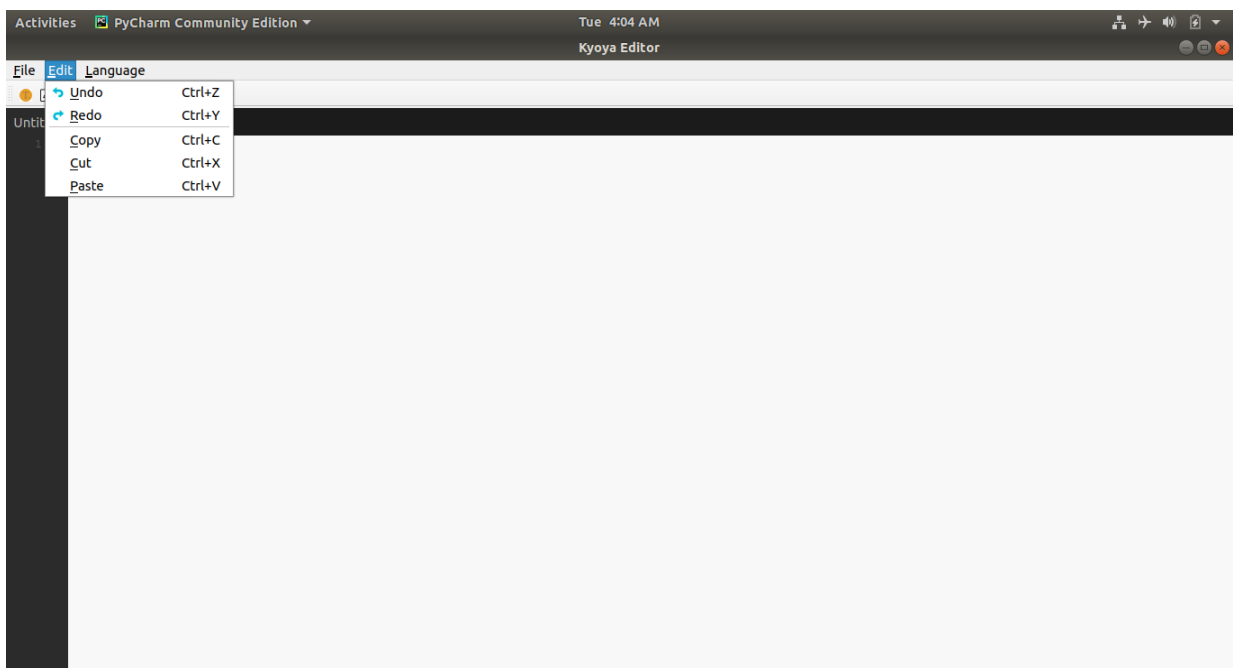 Activities PyCharm Community Edition Tue 4:04 AM
Kyoya Editor
File Edit Language
Undo Ctrl+Z
Redo Ctrl+Y
Untit
1
Copy Ctrl+C
Cut Ctrl+X
Paste Ctrl+V